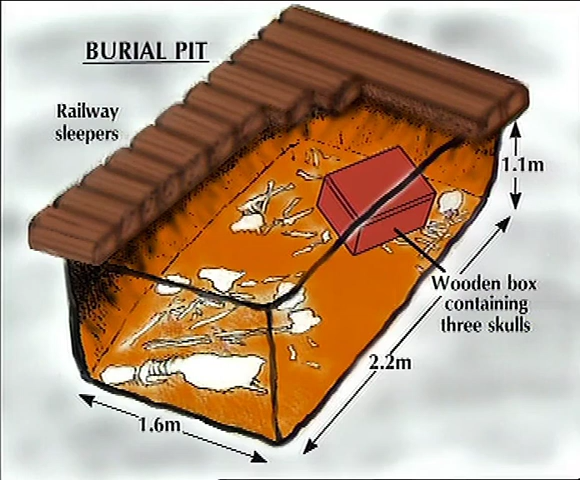 BURIAL PIT
Railway
sleepers
1.1m
Wooden box
containing
three skulls
2.2m
1.6m